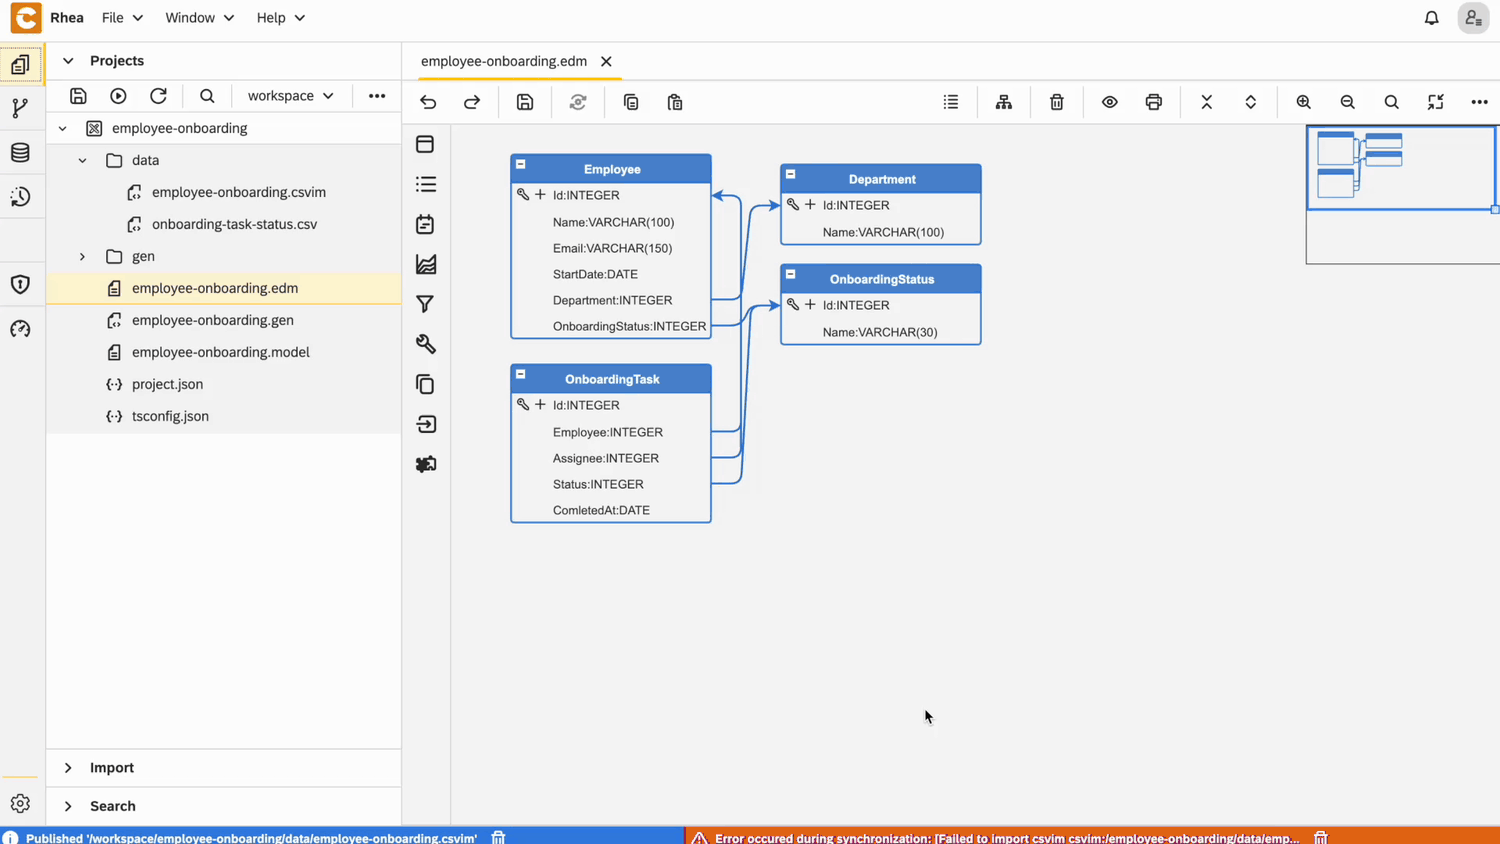 Rhea
File
Window
Help
Projects
employee-onboarding.edm
workspace
employee-onboarding
data
employee-onboarding.csvim
onboarding-task-status.csv
gen
employee-onboarding.edm
employee-onboarding.gen
employee-onboarding.model
project.json
tsconfig.json
Import
Search
Employee
Id:INTEGER
Name:VARCHAR(100)
Email:VARCHAR(150)
StartDate:DATE
Department:INTEGER
OnboardingStatus:INTEGER
Department
Id:INTEGER
Name:VARCHAR(100)
OnboardingStatus
Id:INTEGER
Name:VARCHAR(30)
OnboardingTask
Id:INTEGER
Employee:INTEGER
Assignee:INTEGER
Status:INTEGER
ComletedAt:DATE
Published '/workspace/employee-onboarding/data/employee-onboarding.csvim'
Error occured during synchronization: [Failed to import csvim csvim:/employee-onboarding/data/emp...